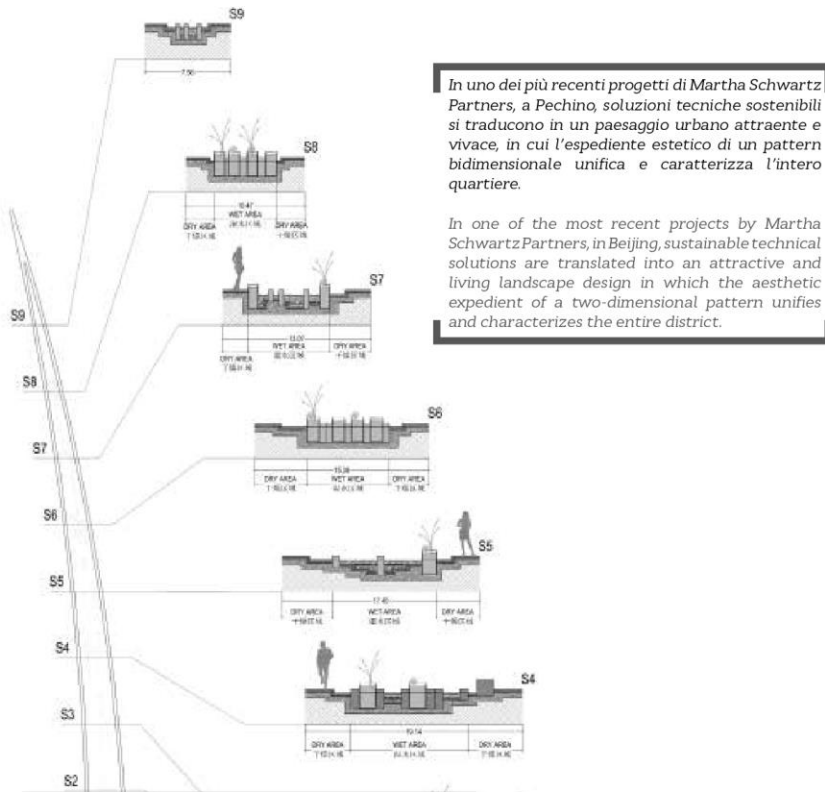 S9
7.56
In uno dei più recenti progetti di Martha Schwartz
Partners, a Pechino, soluzioni tecniche sostenibili
si traducono in un paesaggio urbano attraente e
vivace, in cui l'espediente estetico di un pattern
bidimensionale unifica e caratterizza l'intero
quartiere.
In one of the most recent projects by Martha
Schwartz Partners, in Beijing, sustainable technical
solutions are translated into an attractive and
living landscape design in which the aesthetic
expedient of a two-dimensional pattern unifies
and characterizes the entire district.
S8
WET AREA
DRY AREA DRY AREA
S7
DRY AREA WET AREA DRY AREA
S9
S8
S6
DRY AREA WET AREA DRY AREA
S7
S6
S5
17.45
DRY AREA WET AREA DRY AREA
S5
S4
S4
19.14
DRY AREA WET AREA DRY AREA
S3
S2